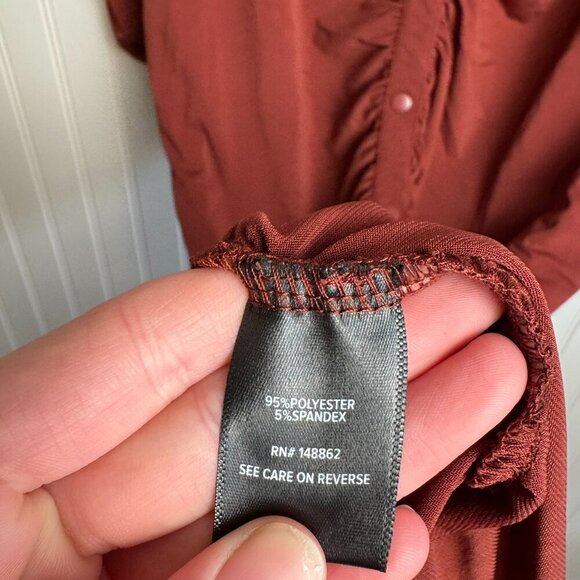 95%POLYESTER
5%SPANDEX
RN# 148862
SEE CARE ON REVERSE